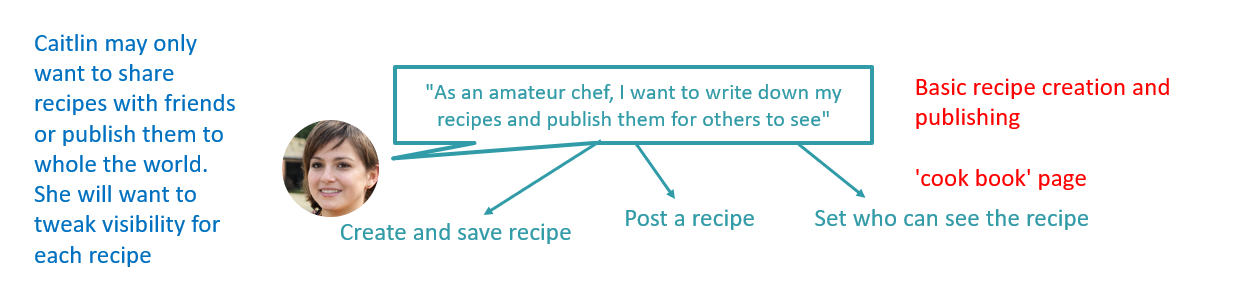 Caitlin may only
want to share
recipes with friends
or publish them to
whole the world.
She will want to
tweak visibility for
each recipe
"As an amateur chef, I want to write down my
recipes and publish them for others to see"
Create and save recipe
Post a recipe
Set who can see the recipe
Basic recipe creation and
publishing
'cook book' page